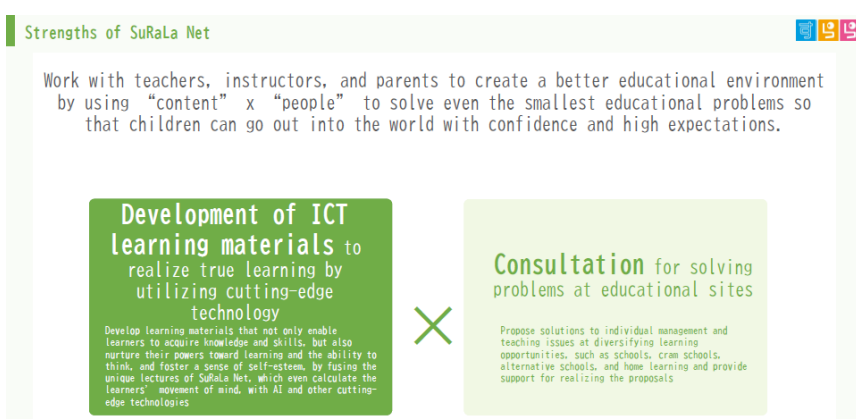 Strengths of SuRaLa Net
すらら
Work with teachers, instructors, and parents to create a better educational environment
by using “content” x “people” to solve even the smallest educational problems so
that children can go out into the world with confidence and high expectations.
Development of ICT
learning materials to
realize true learning by
utilizing cutting-edge
technology
Develop learning materials that not only enable
learners to acquire knowledge and skills, but also
nurture their powers toward learning and the ability to
think, and foster a sense of self-esteem, by fusing the
unique lectures of SuRaLa Net, which even calculate the
learners’ movement of mind, with AI and other cutting-
edge technologies
×
Consultation for solving
problems at educational sites
Propose solutions to individual management and
teaching issues at diversifying learning
opportunities, such as schools, cram schools,
alternative schools, and home learning and provide
support for realizing the proposals